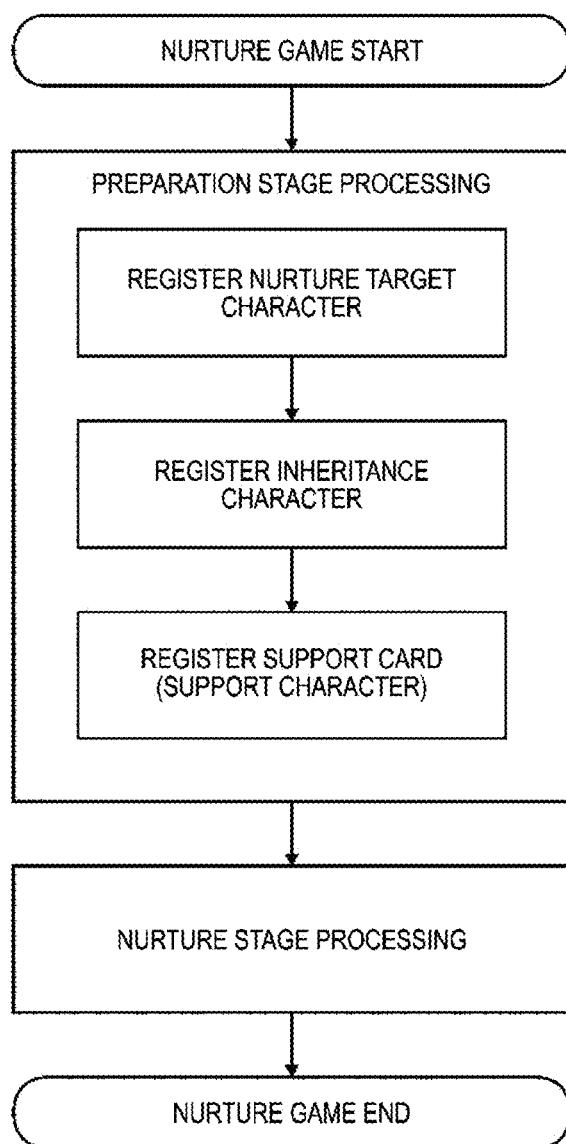 NURTURE GAME START
PREPARATION STAGE PROCESSING
REGISTER NURTURE TARGET
CHARACTER
REGISTER INHERITANCE
CHARACTER
REGISTER SUPPORT CARD
(SUPPORT CHARACTER)
NURTURE STAGE PROCESSING
NURTURE GAME END